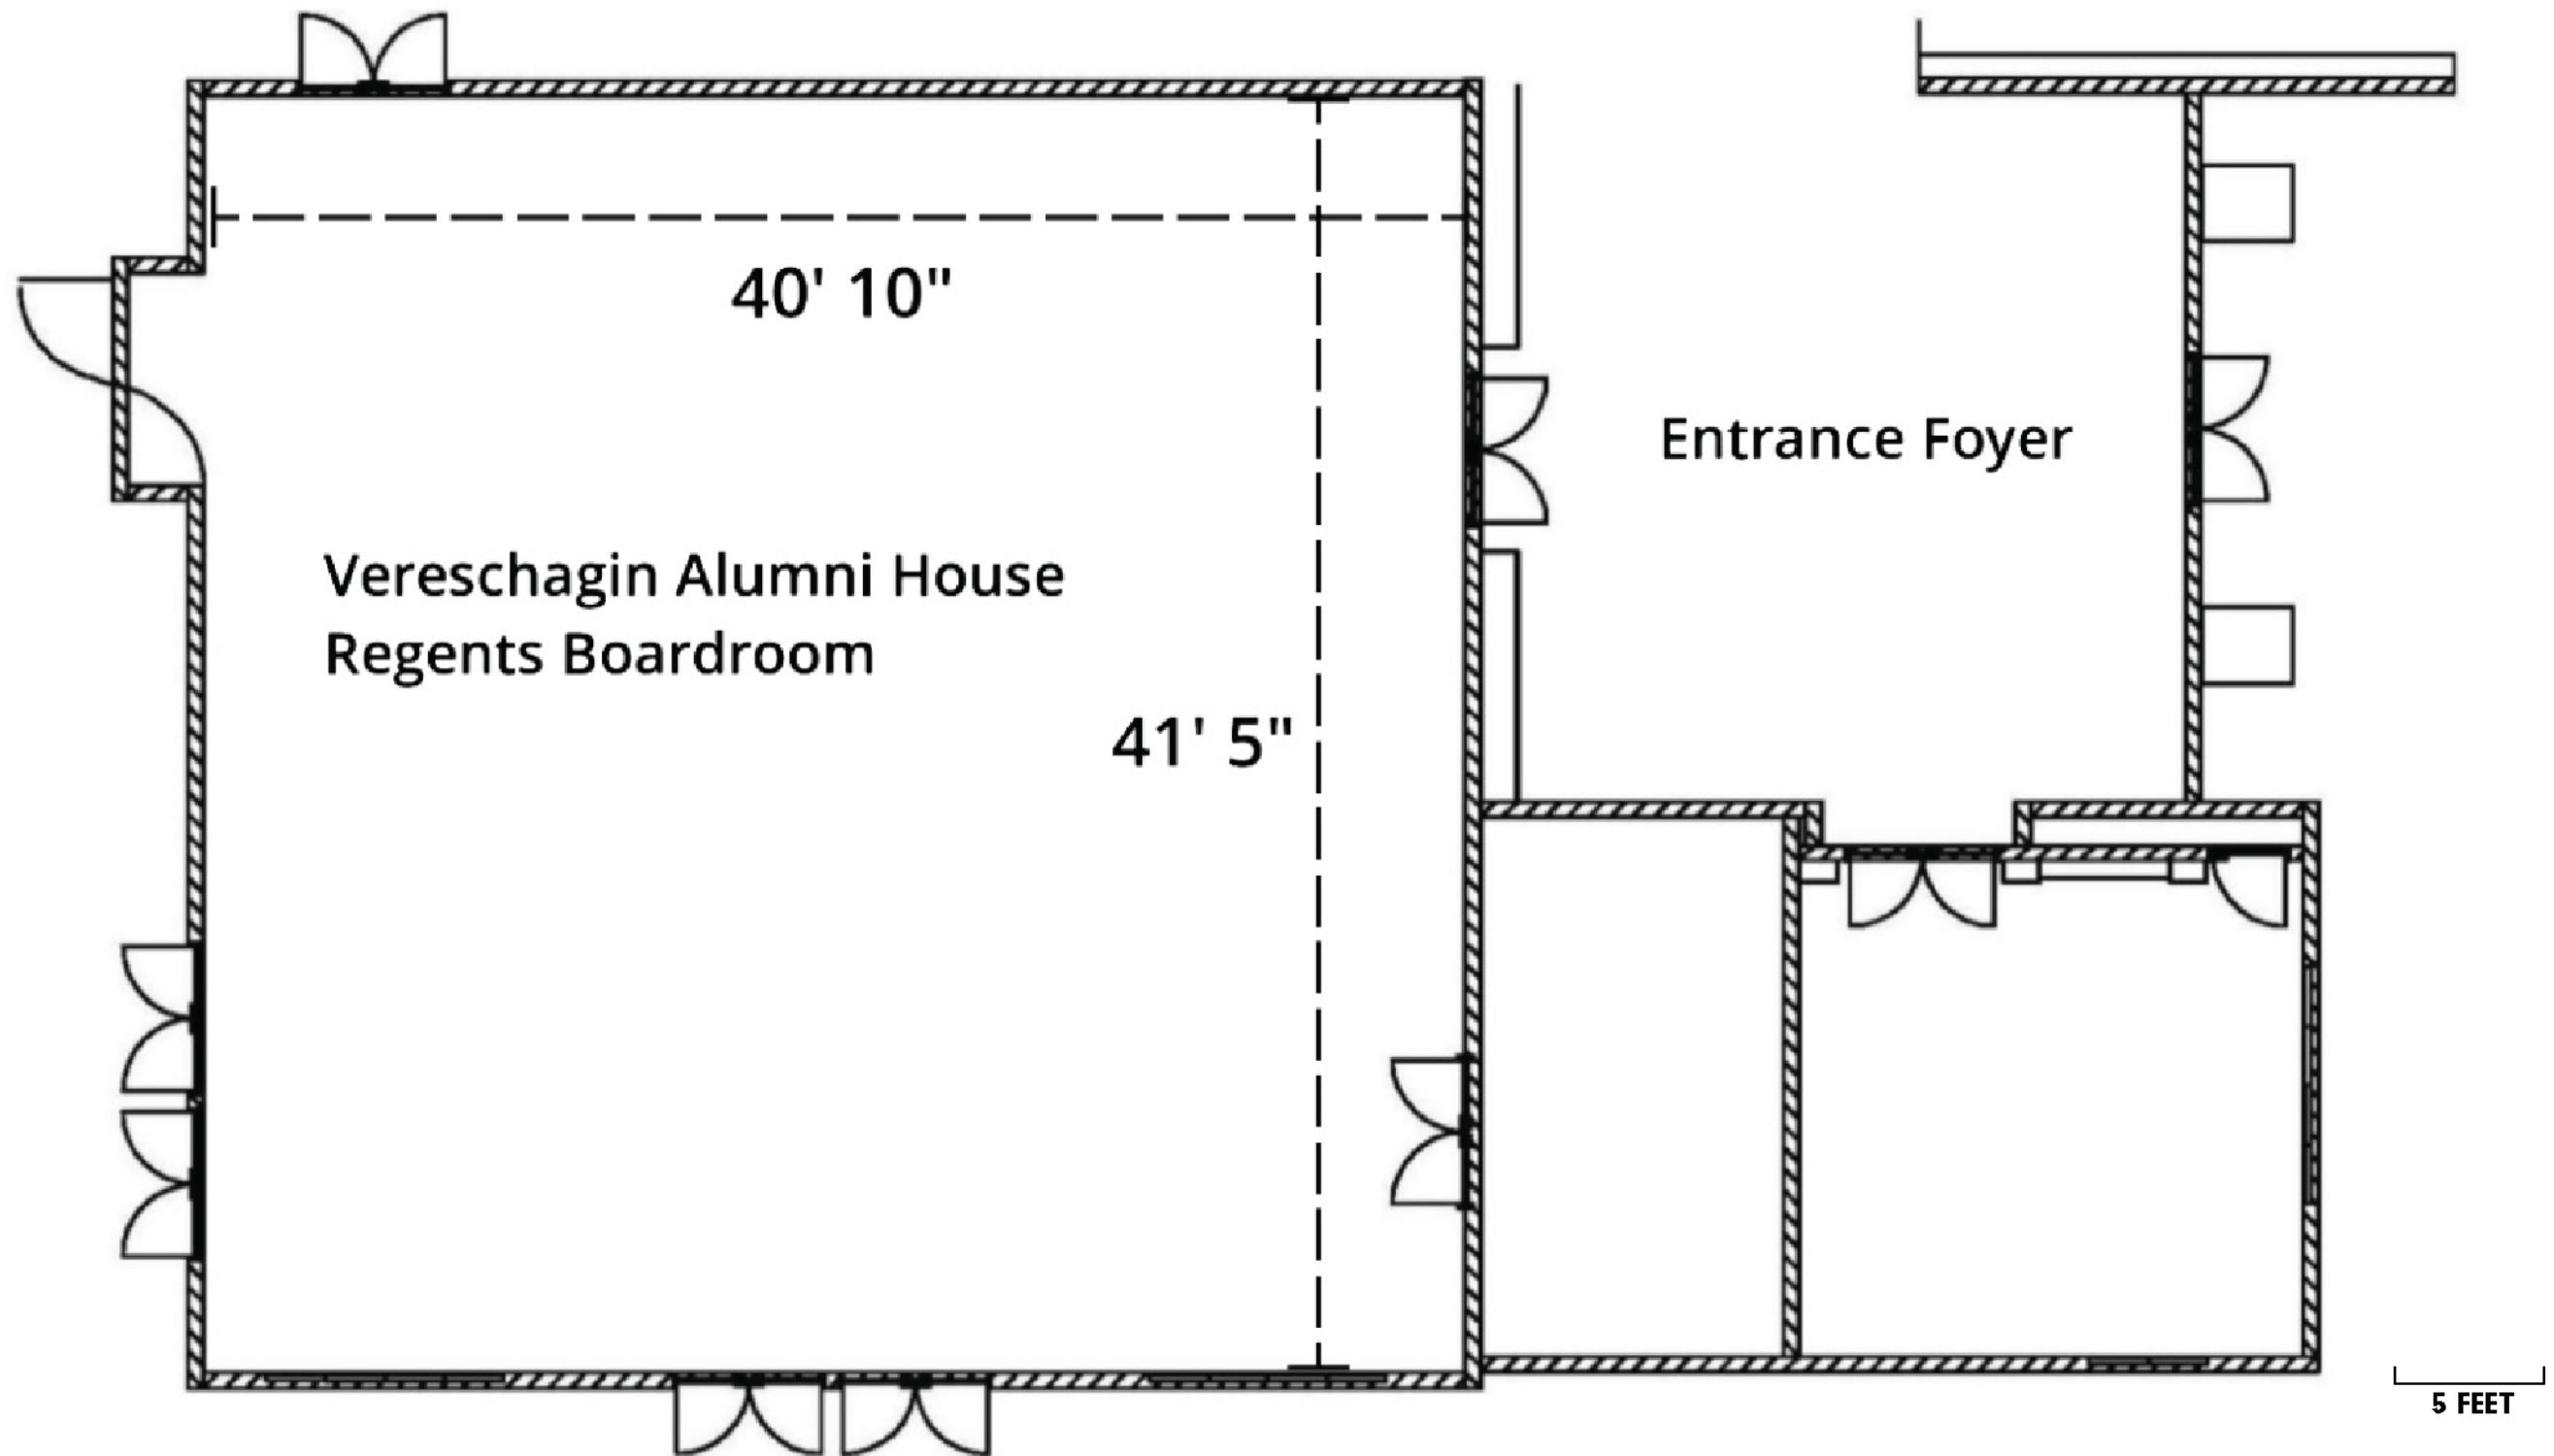 40' 10"
Entrance Foyer
Vereschagin Alumni House
Regents Boardroom
41' 5"
5 FEET